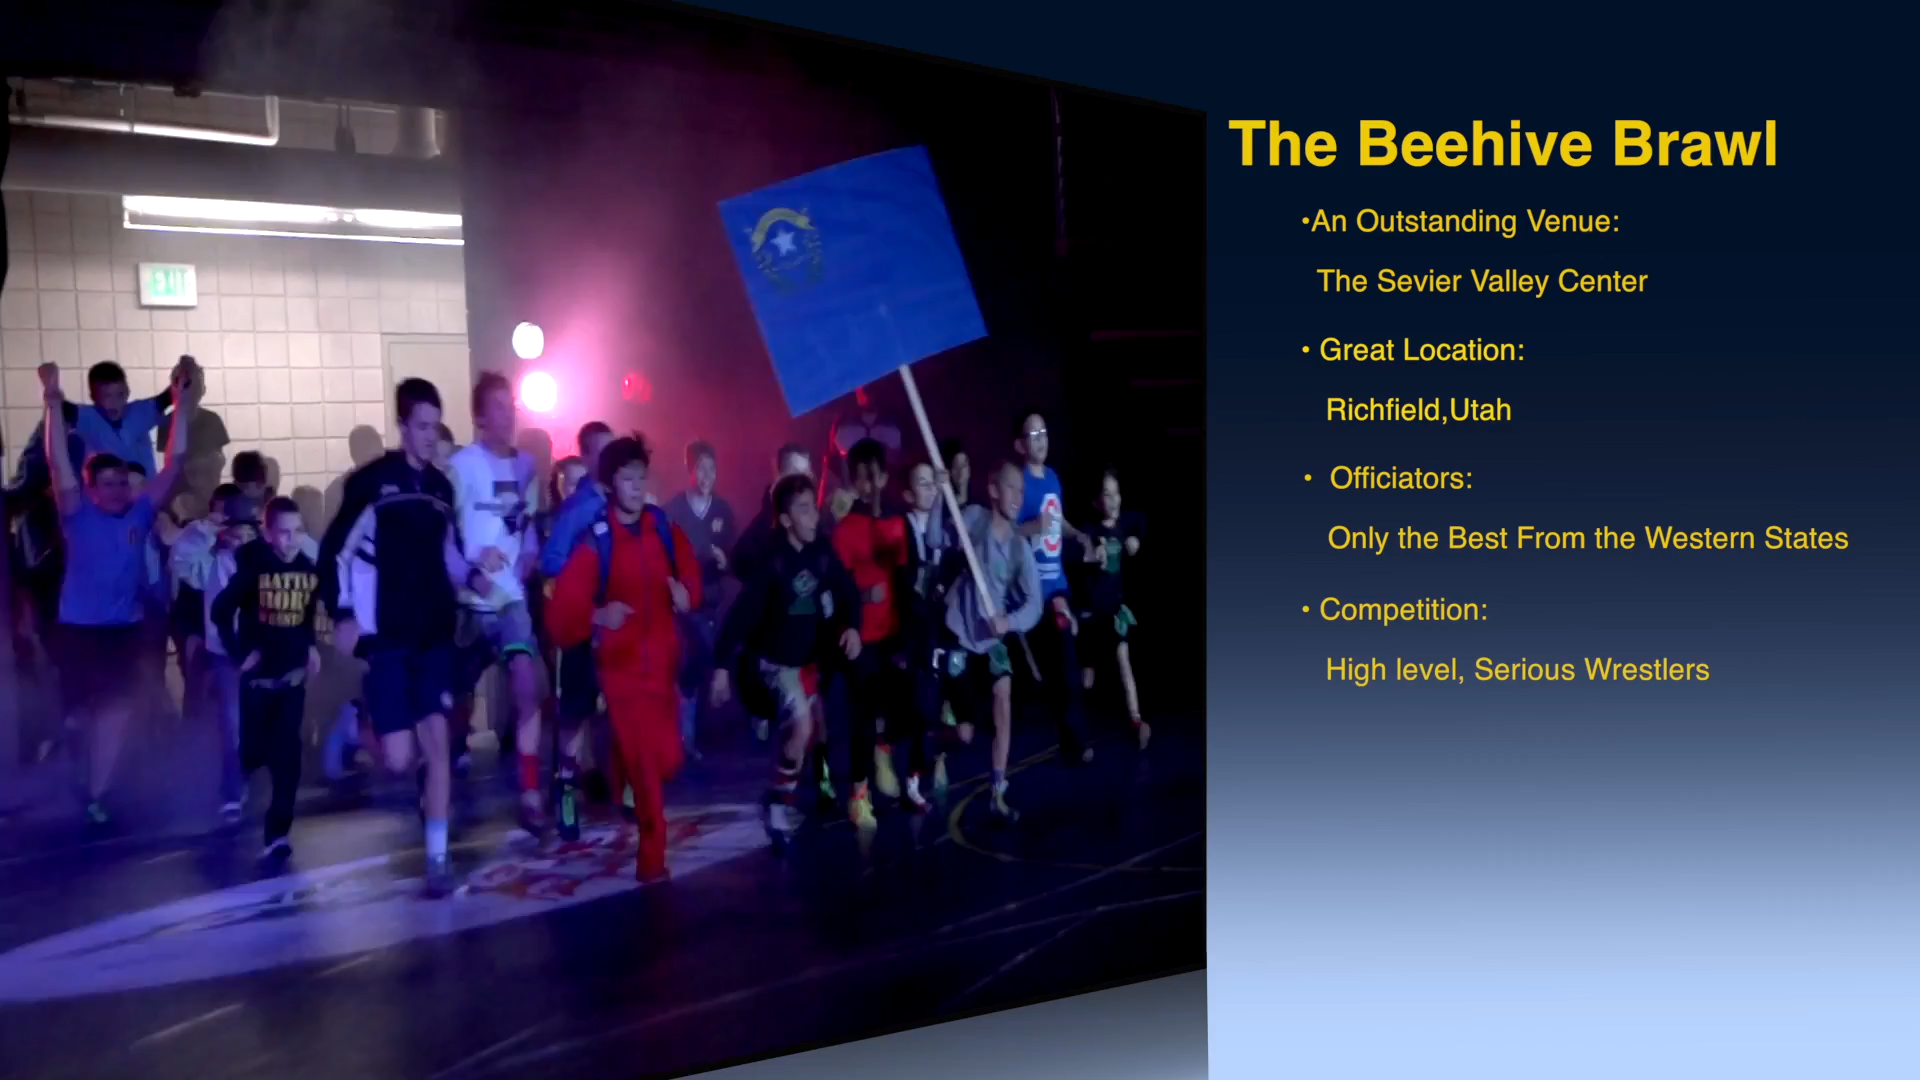 The Beehive Brawl
•An Outstanding Venue:
The Sevier Valley Center
• Great Location:
Richfield,Utah
• Officiators:
Only the Best From the Western States
• Competition:
High level, Serious Wrestlers
EXIT